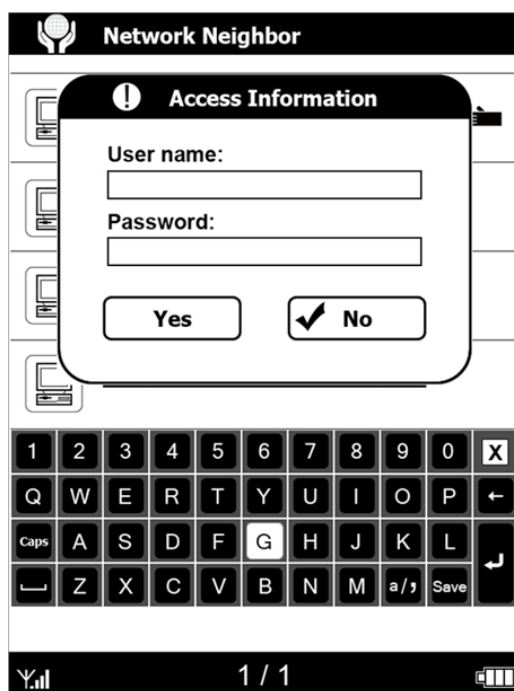 Network Neighbor
Access Information
User name:
Password:
Yes No
1 2 3 4 5 6 7 8 9 0 X
Q W E R T Y U I O P ←
Caps A S D F G H J K L
Z X C V B N M a/, Save
1 / 1